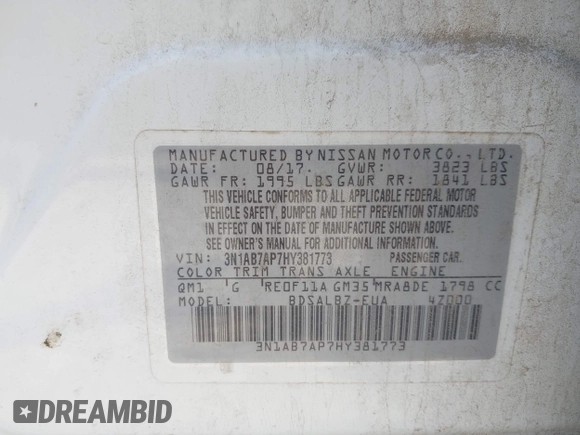 MANUFACTURED BY NISSAN MOTOR CO., LTD.
DATE: 08/17. GVWR: 3823 LBS
GAWR FR: 1995 LBS GAWR RR: 1841 LBS
THIS VEHICLE CONFORMS TO ALL APPLICABLE FEDERAL MOTOR
VEHICLE SAFETY, BUMPER AND THEFT PREVENTION STANDARDS
IN EFFECT ON THE DATE OF MANUFACTURE SHOWN ABOVE.
SEE OWNER'S MANUAL FOR ADDITIONAL INFORMATION.
VIN: 3N1AB7AP7HY381773 PASSENGER CAR.
COLOR TRIM TRANS AXLE ENGINE
QM1 G RE0F11A GM35 MRA8DE 1798 CC
MODEL: BDSALBZ-EUA 4Z000
3N1AB7AP7HY381773
DREAMBID